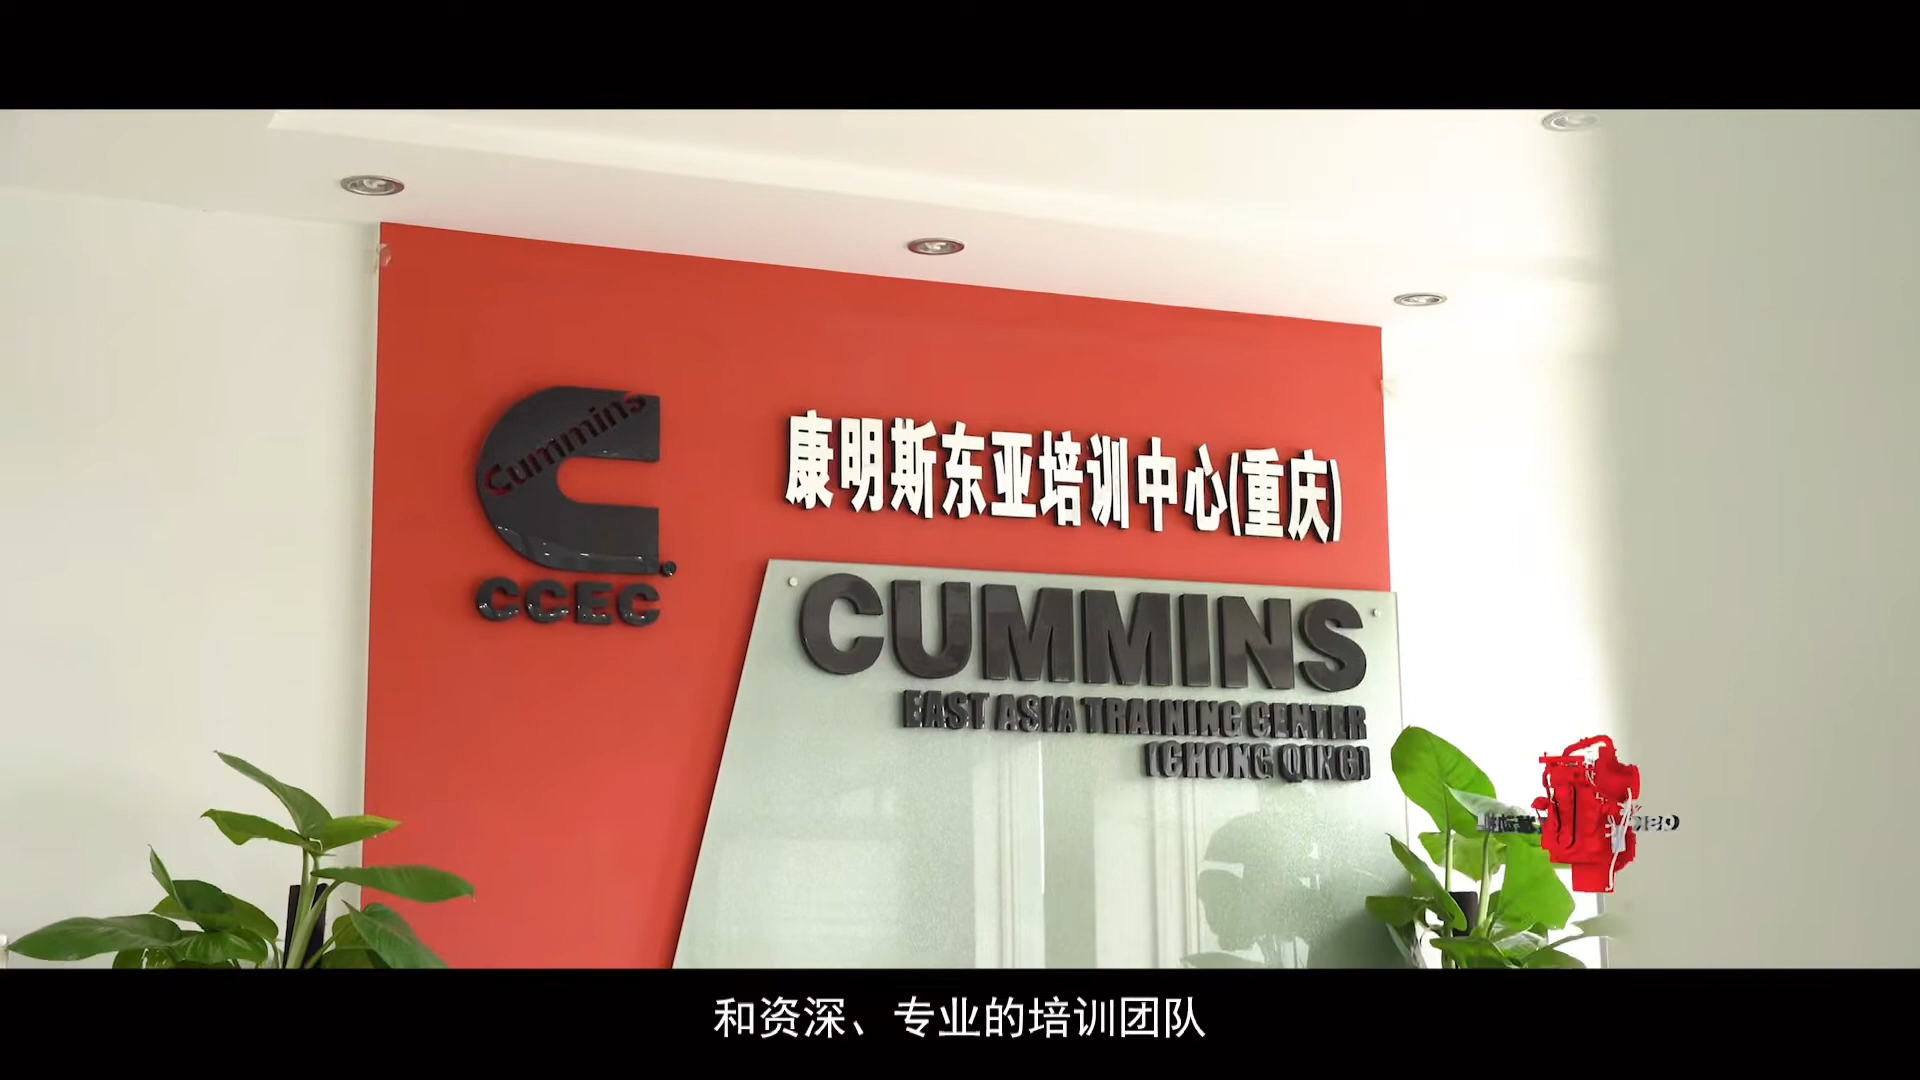 Cummins
CCEC
康明斯东亚培训中心(重庆)
CUMMINS
EAST ASIA TRAINING CENTER
(CHONG QING)
和资深、专业的培训团队